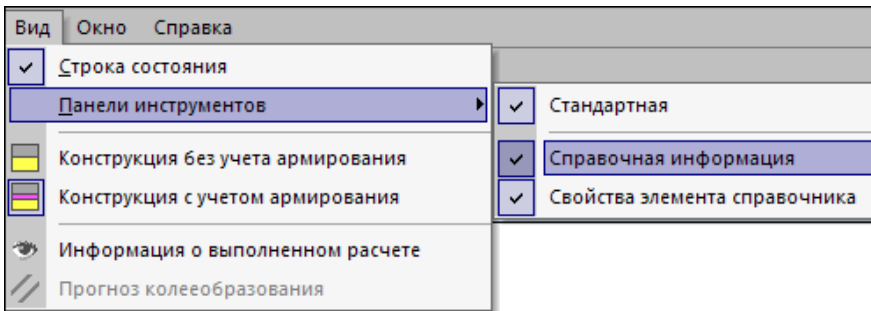 Вид Окно Справка
Строка состояния
Панели инструментов
Стандартная
Конструкция без учета армирования
Справочная информация
Конструкция с учетом армирования
Свойства элемента справочника
Информация о выполненном расчете
Прогноз колееобразования